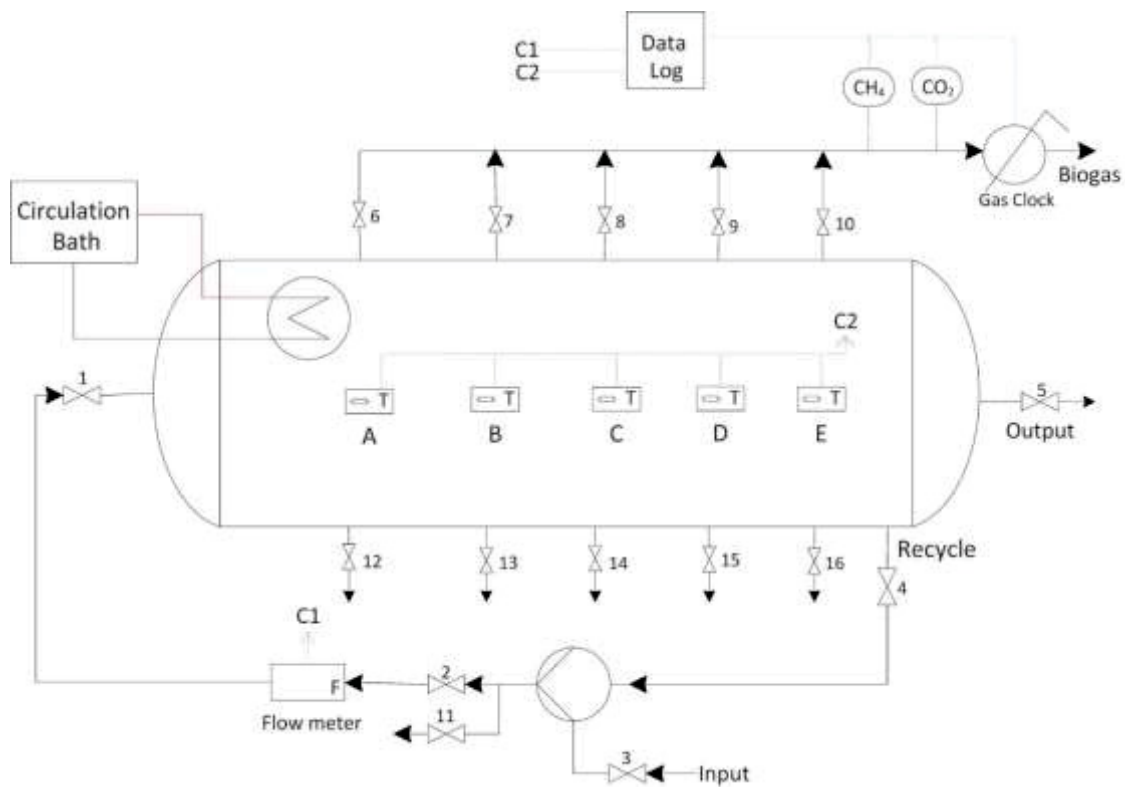 C1
C2
Data
Log
CH₄
CO₂
Biogas
Gas Clock
Circulation
Bath
6
7
8
9
10
C2
1
T
T
T
T
T
A
B
C
D
E
5
Output
12
13
14
15
16
Recycle
4
C1
F
Flow meter
2
11
3
Input